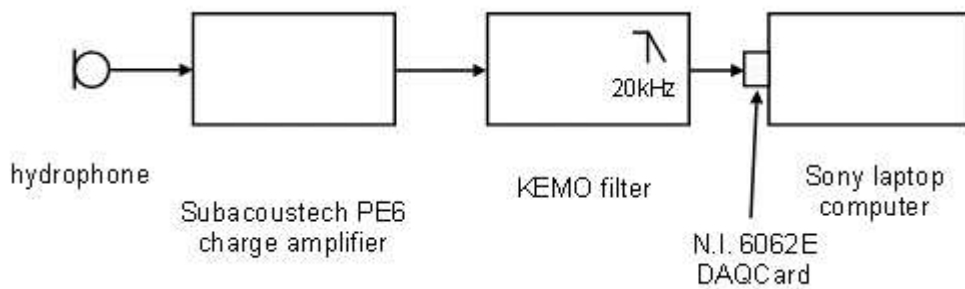 20kHz
hydrophone
Subacoustech PE6
charge amplifier
KEMO filter
N.I. 6062E
DAQCard
Sony laptop
computer